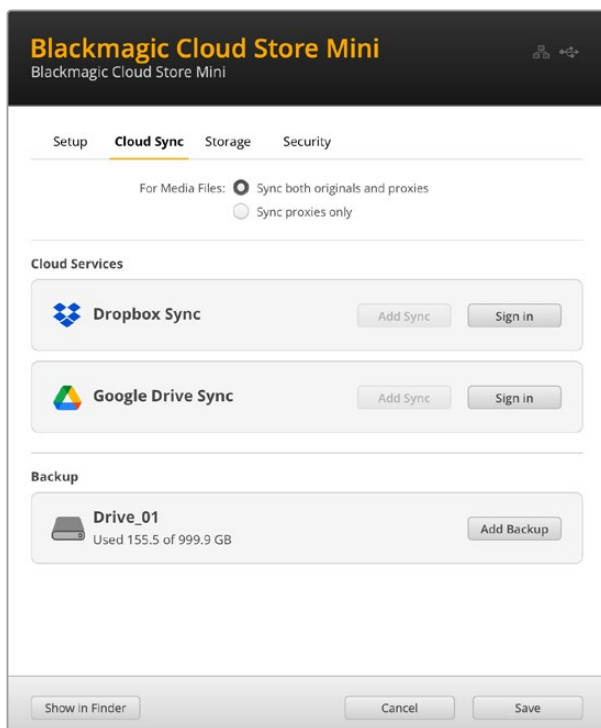 Blackmagic Cloud Store Mini
Blackmagic Cloud Store Mini
Setup Cloud Sync Storage Security
For Media Files: Sync both originals and proxies
Sync proxies only
Cloud Services
Dropbox Sync Add Sync Sign in
Google Drive Sync Add Sync Sign in
Backup
Drive_01
Used 155.5 of 999.9 GB
Add Backup
Show in Finder Cancel Save